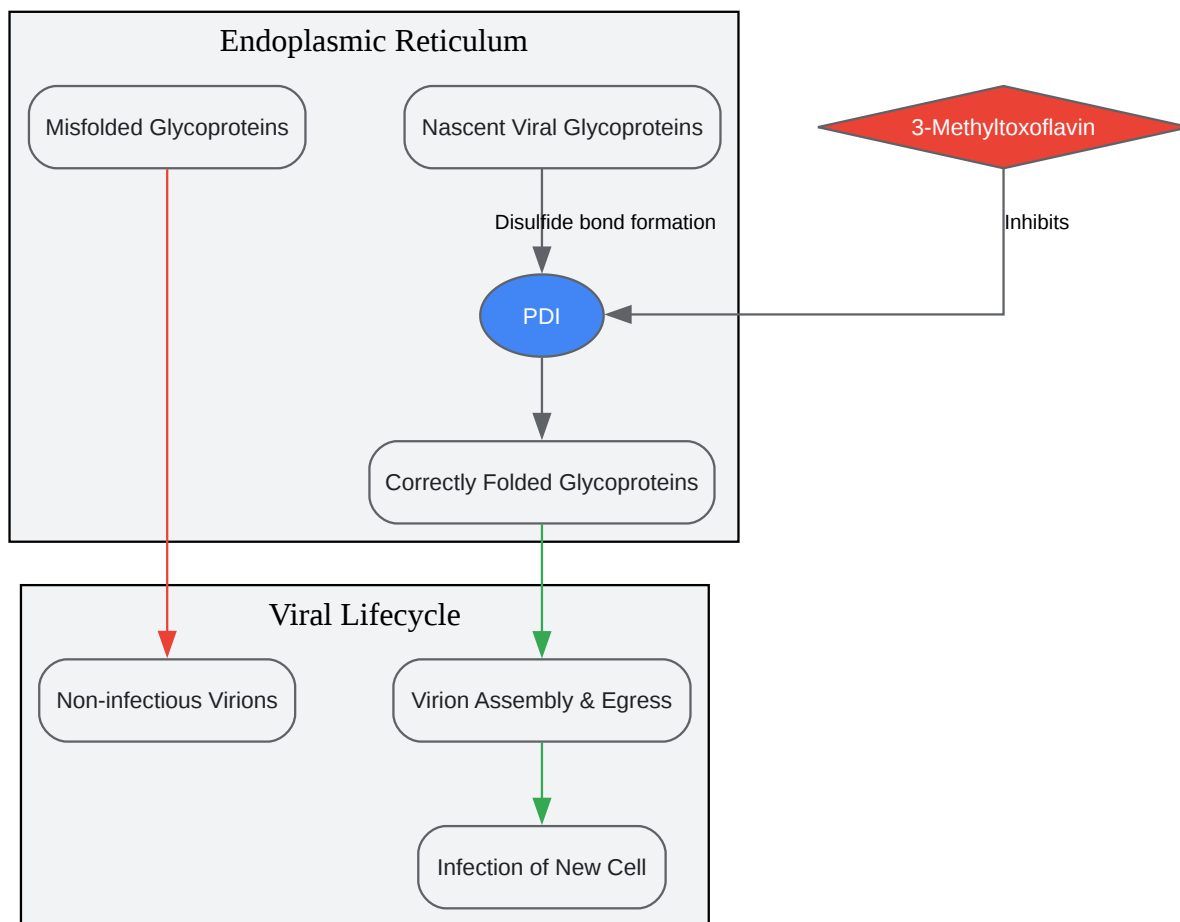 Endoplasmic Reticulum
Misfolded Glycoproteins
Nascent Viral Glycoproteins
3-Methyltoxoflavin
Disulfide bond formation
Inhibits
PDI
Correctly Folded Glycoproteins
Viral Lifecycle
Non-infectious Virions
Virion Assembly & Egress
Infection of New Cell